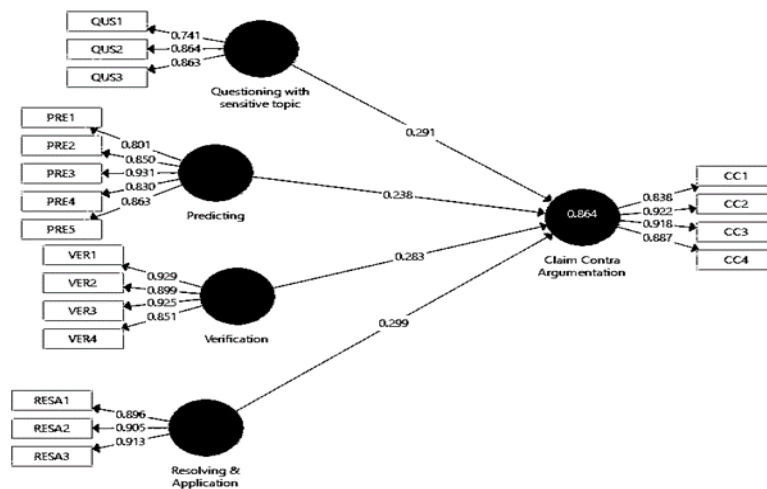 QUS1
QUS2
QUS3
0.741
0.864
0.863
Questioning with
sensitive topic
0.291
PRE1
PRE2
PRE3
PRE4
PRE5
0.801
0.850
0.931
0.830
0.863
Predicting
0.238
VER1
VER2
VER3
VER4
0.929
0.899
0.925
0.851
Verification
0.283
RESA1
RESA2
RESA3
0.896
0.905
0.913
Resolving &
Application
0.299
0.864
Claim Contra
Argumentation
0.838
0.922
0.918
0.887
CC1
CC2
CC3
CC4